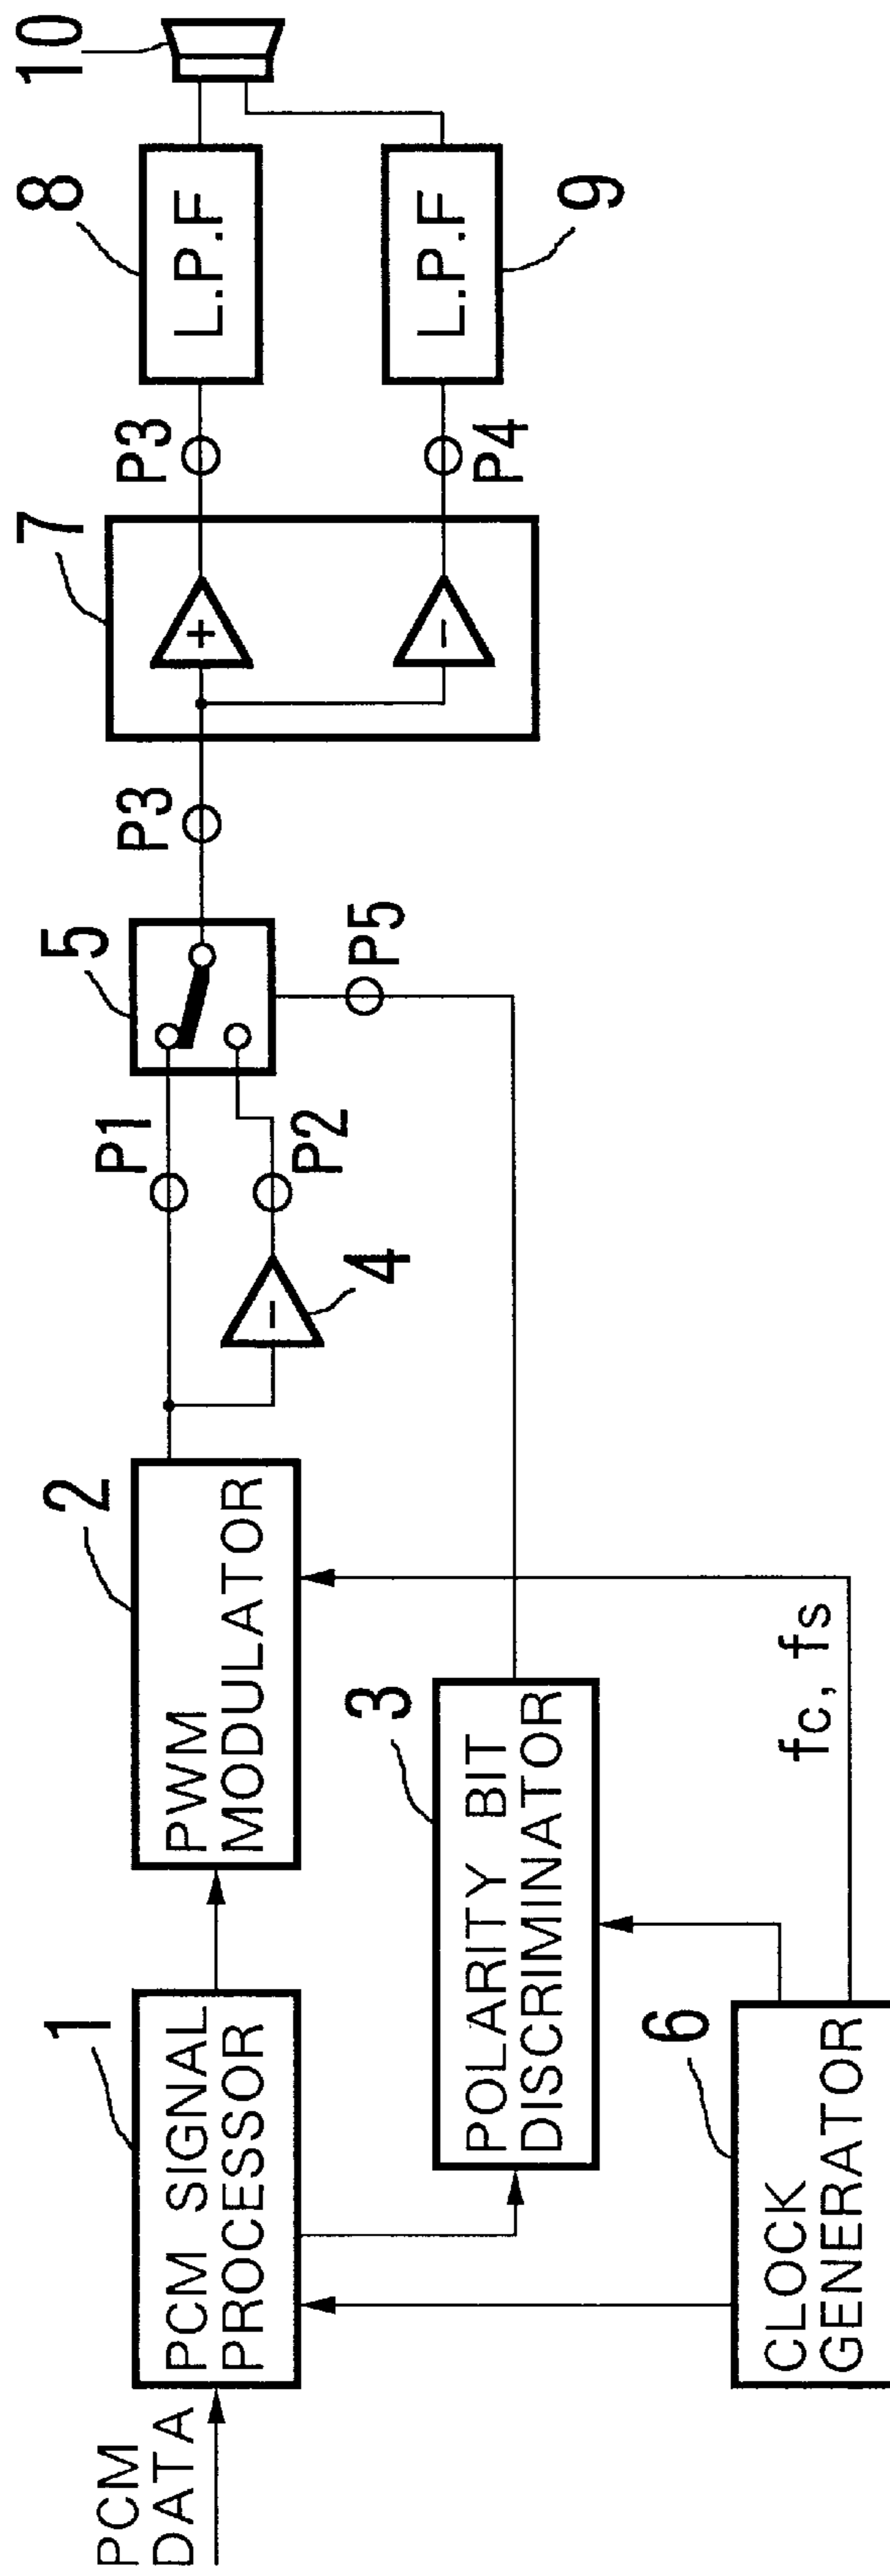 PCM
DATA
1
PCM SIGNAL
PROCESSOR
2
PWM
MODULATOR
3
POLARITY BIT
DISCRIMINATOR
6
CLOCK
GENERATOR
fc, fs
4
P1
P2
5
P5
P3
7
+
−
P3
P4
8
L.P.F
9
L.P.F
10